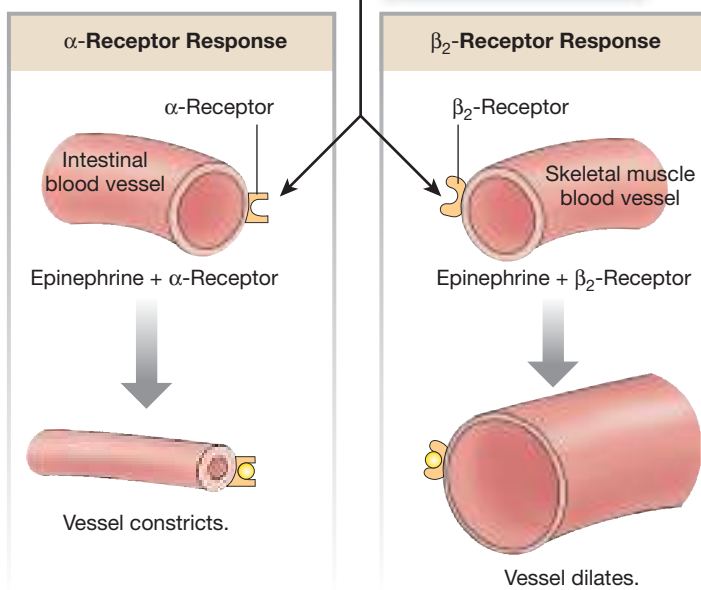 α-Receptor Response
α-Receptor
Intestinal
blood vessel
Epinephrine + α-Receptor
Vessel constricts.
β₂-Receptor Response
β₂-Receptor
Skeletal muscle
blood vessel
Epinephrine + β₂-Receptor
Vessel dilates.